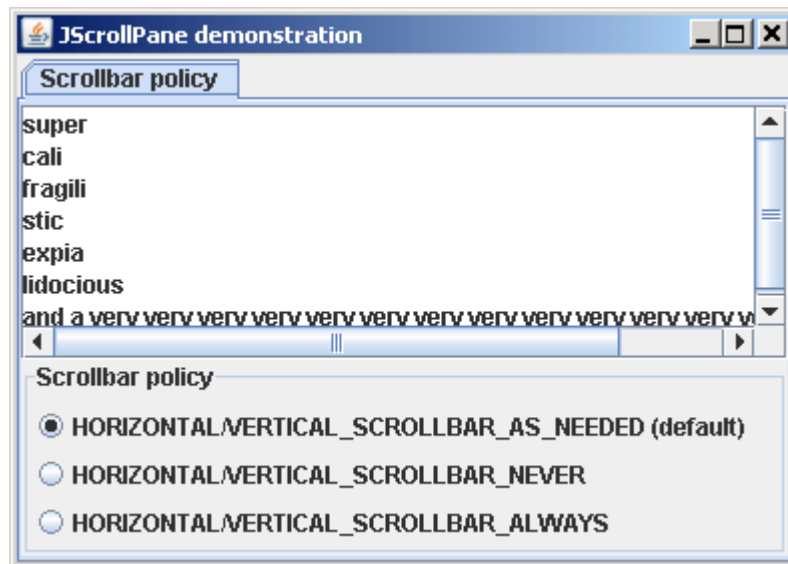 JScrollPane demonstration
Scrollbar policy
super
cali
fragili
stic
expia
lidocious
and a very very very very very very very very very very very very v
Scrollbar policy
HORIZONTAL/VERTICAL_SCROLLBAR_AS_NEEDED (default)
HORIZONTAL/VERTICAL_SCROLLBAR_NEVER
HORIZONTAL/VERTICAL_SCROLLBAR_ALWAYS